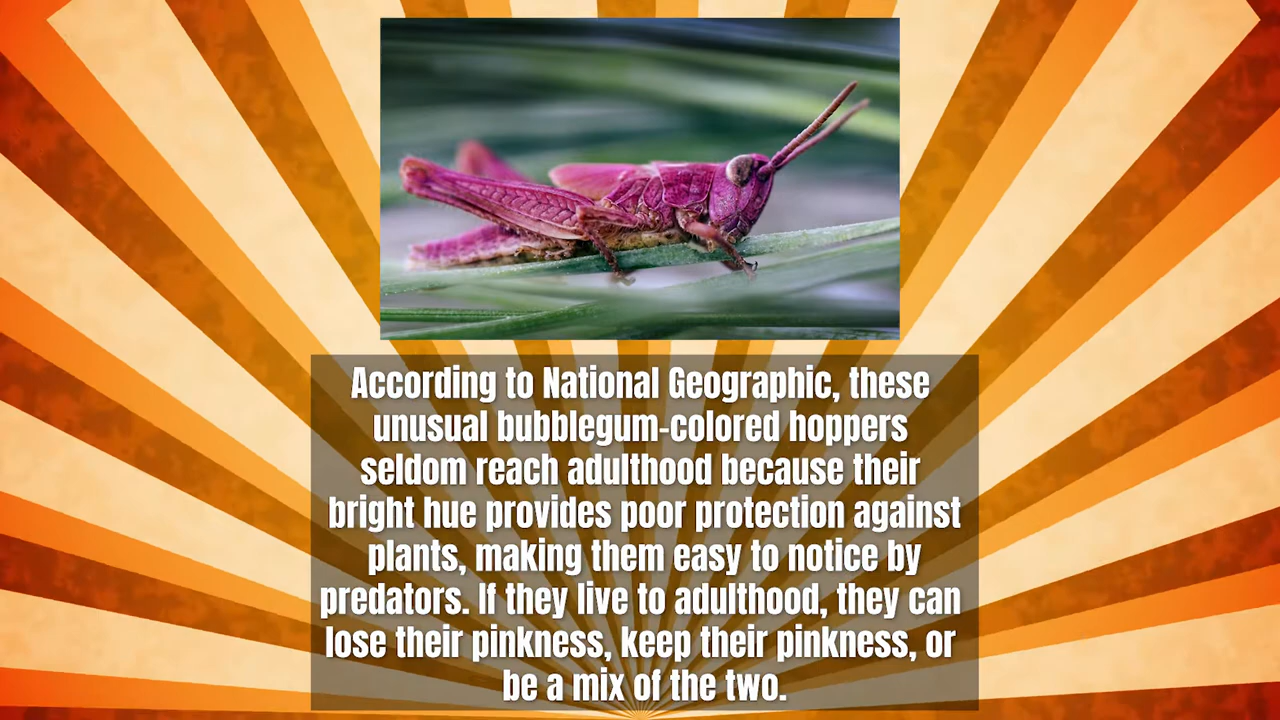 According to National Geographic, these
unusual bubblegum-colored hoppers
seldom reach adulthood because their
bright hue provides poor protection against
plants, making them easy to notice by
predators. If they live to adulthood, they can
lose their pinkness, keep their pinkness, or
be a mix of the two.